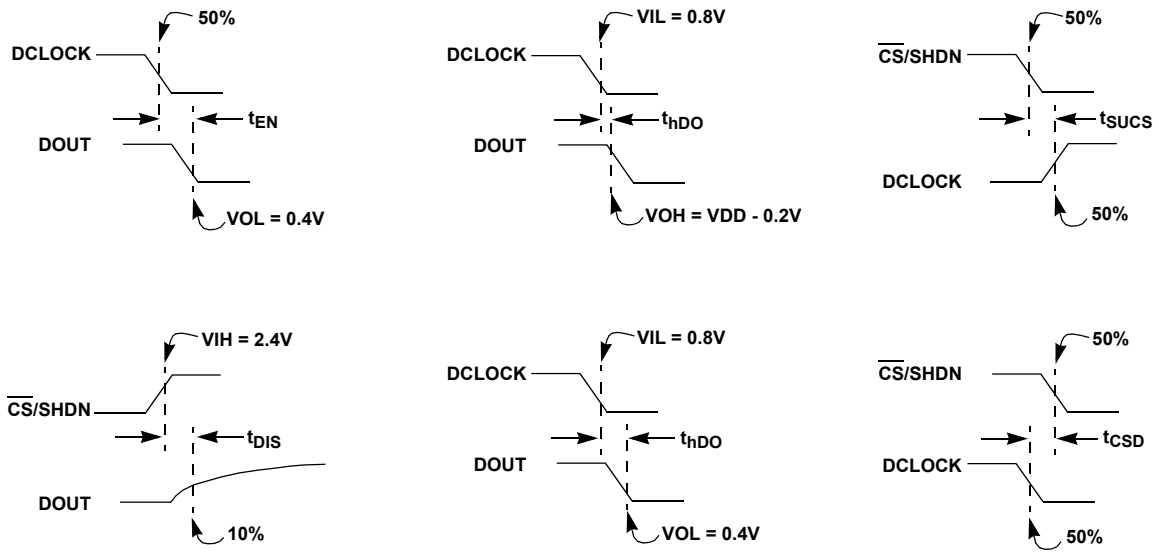 50%
DCLOCK
tEN
DOUT
VOL = 0.4V
VIL = 0.8V
DCLOCK
thDO
DOUT
VOH = VDD - 0.2V
50%
CS/SHDN
tSUCS
DCLOCK
50%
VIH = 2.4V
CS/SHDN
tDIS
DOUT
10%
VIL = 0.8V
DCLOCK
thDO
DOUT
VOL = 0.4V
50%
CS/SHDN
tCSD
DCLOCK
50%